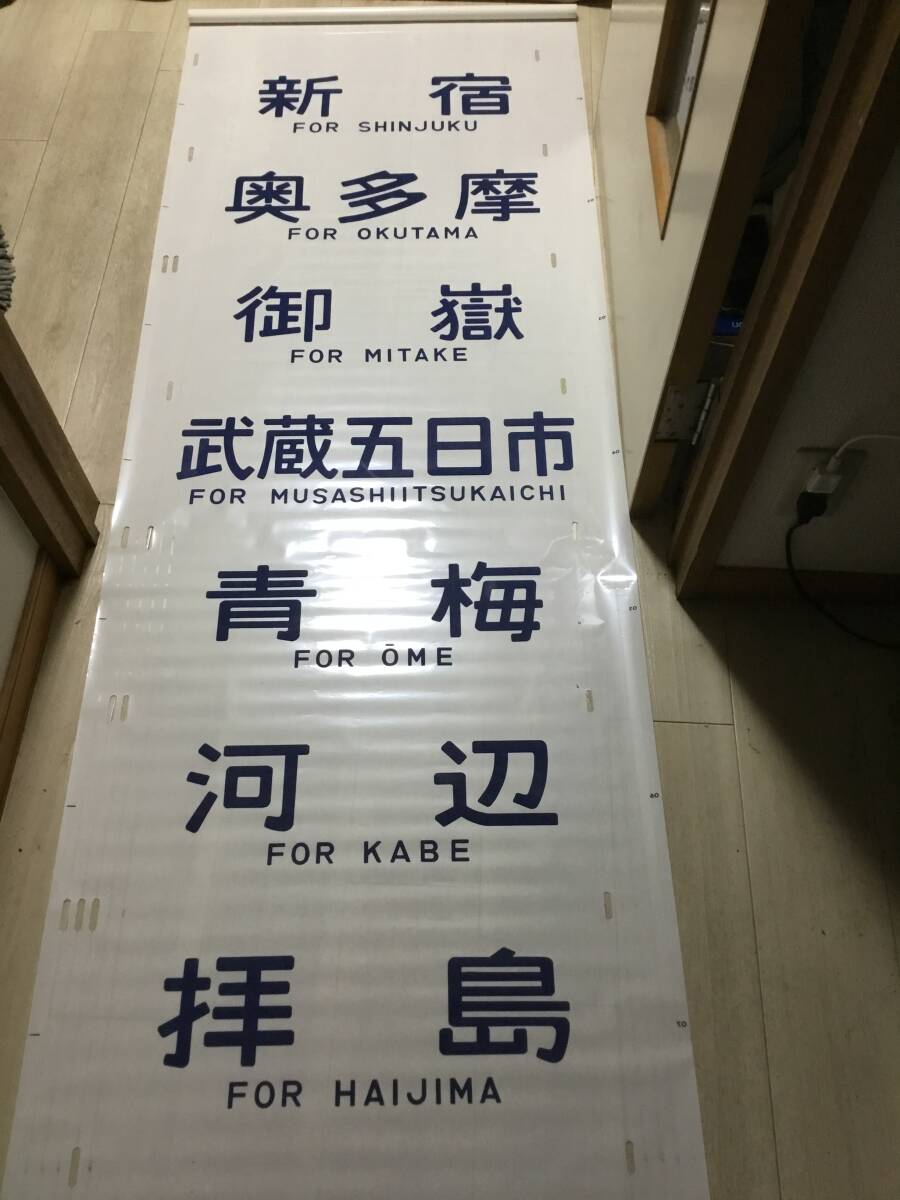 新宿
FOR SHINJUKU
奥多摩
FOR OKUTAMA
御嶽
FOR MITAKE
武蔵五日市
FOR MUSASHIITSUKAICHI
青梅
FOR ŌME
河辺
FOR KABE
拝島
FOR HAIJIMA